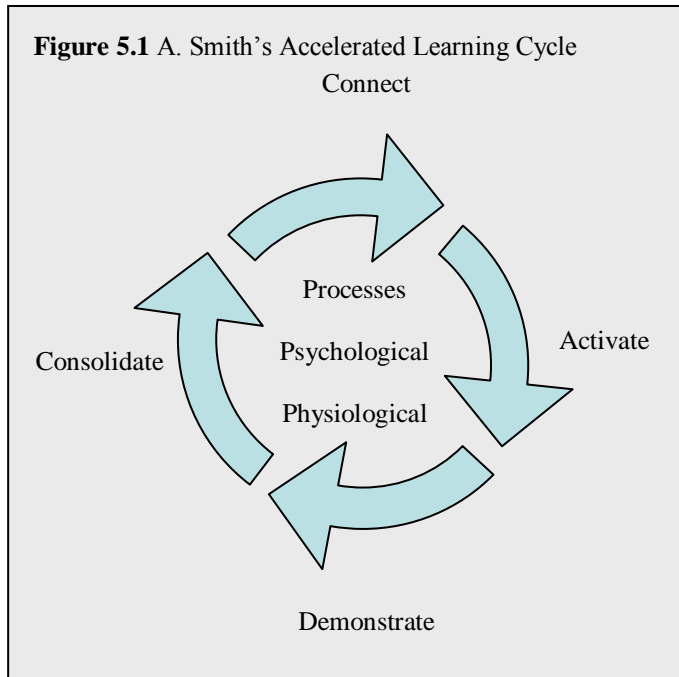 Figure 5.1 A. Smith’s Accelerated Learning Cycle
Connect
Processes
Psychological
Activate
Consolidate
Physiological
Demonstrate